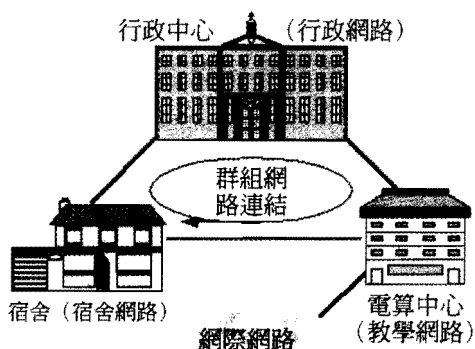 行政中心 (行政網路)
群組網
路連結
宿舍 (宿舍網路)
電算中心
(教學網路)
網際網路